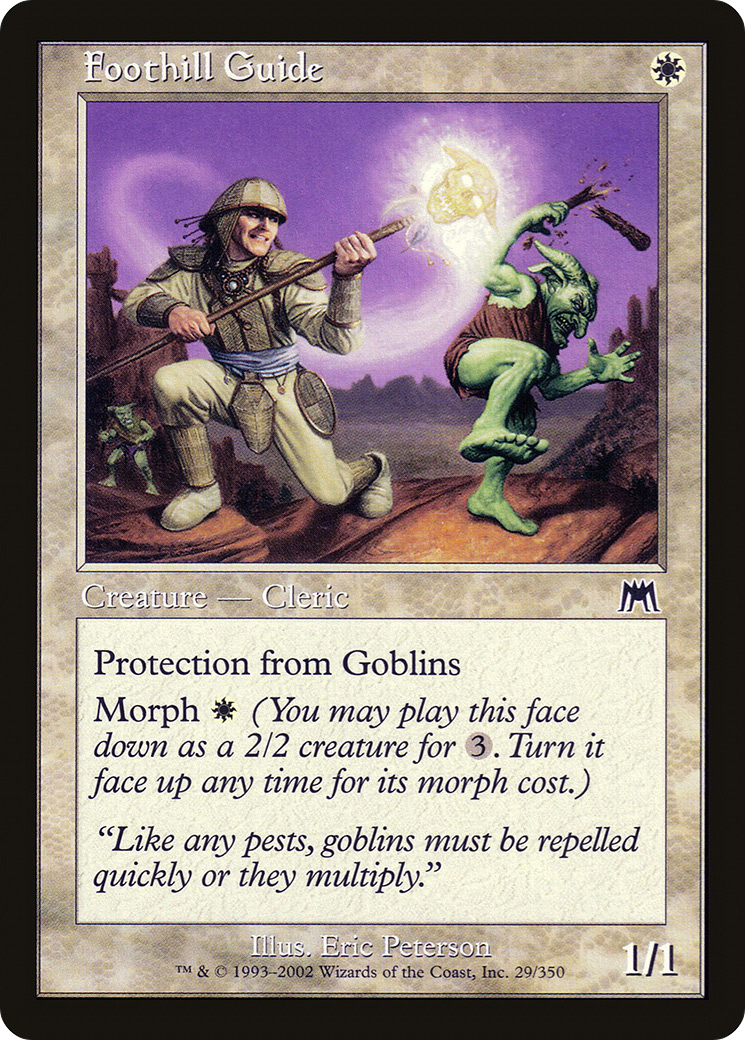 Foothill Guide
Creature — Cleric
Protection from Goblins
Morph (You may play this face
down as a 2/2 creature for 3. Turn it
face up any time for its morph cost.)
“Like any pests, goblins must be repelled
quickly or they multiply.”
Illus. Eric Peterson
™ & © 1993–2002 Wizards of the Coast, Inc. 29/350
1/1